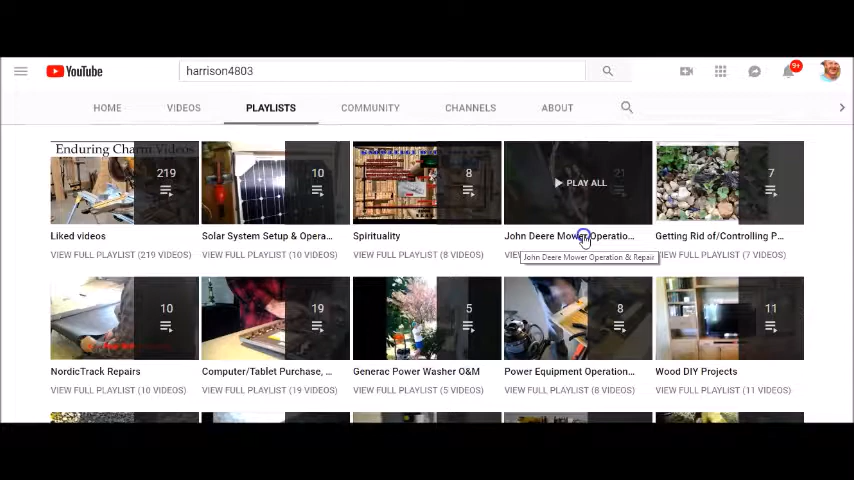 YouTube
harrison4803
9+
HOME
VIDEOS
PLAYLISTS
COMMUNITY
CHANNELS
ABOUT
Enduring Charm Videos
219
10
8
PLAY ALL
21
7
Liked videos
Solar System Setup & Opera...
Spirituality
John Deere Mower Operatio...
Getting Rid of/Controlling P...
VIEW FULL PLAYLIST (219 VIDEOS)
VIEW FULL PLAYLIST (10 VIDEOS)
VIEW FULL PLAYLIST (8 VIDEOS)
John Deere Mower Operation & Repair
VIEW FULL PLAYLIST (7 VIDEOS)
10
19
5
8
11
NordicTrack Repairs
Computer/Tablet Purchase, ...
Generac Power Washer O&M
Power Equipment Operation...
Wood DIY Projects
VIEW FULL PLAYLIST (10 VIDEOS)
VIEW FULL PLAYLIST (19 VIDEOS)
VIEW FULL PLAYLIST (5 VIDEOS)
VIEW FULL PLAYLIST (8 VIDEOS)
VIEW FULL PLAYLIST (11 VIDEOS)